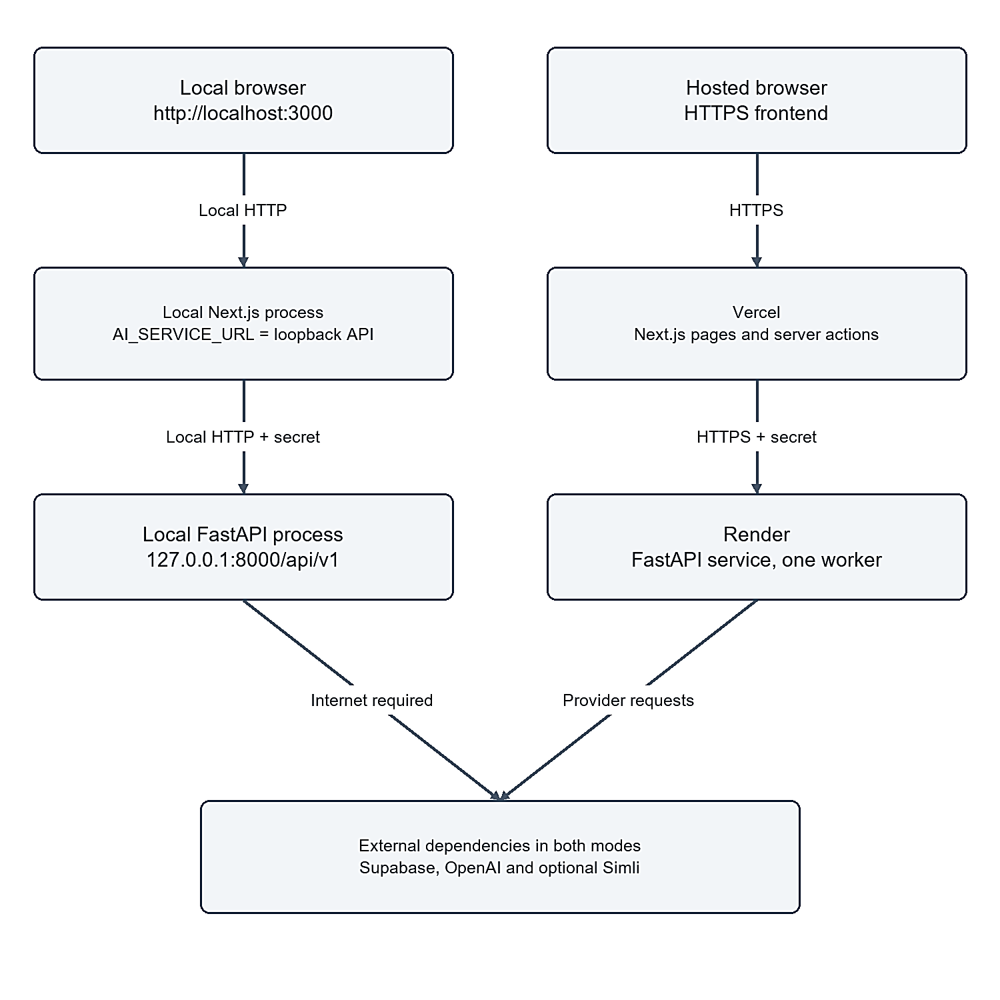 Local browser
http://localhost:3000
Hosted browser
HTTPS frontend
Local HTTP
HTTPS
Local Next.js process
AI_SERVICE_URL = loopback API
Vercel
Next.js pages and server actions
Local HTTP + secret
HTTPS + secret
Local FastAPI process
127.0.0.1:8000/api/v1
Render
FastAPI service, one worker
Internet required
Provider requests
External dependencies in both modes
Supabase, OpenAI and optional Simli